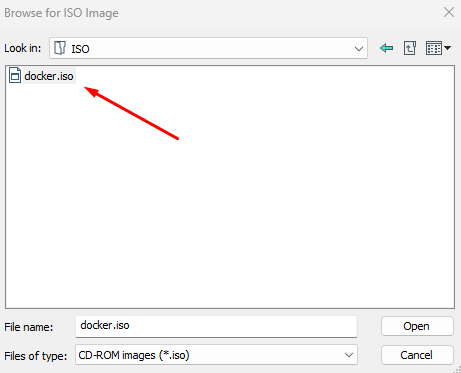 Browse for ISO Image
Look in: ISO
docker.iso
File name: docker.iso Open
Files of type: CD-ROM images (*.iso) Cancel